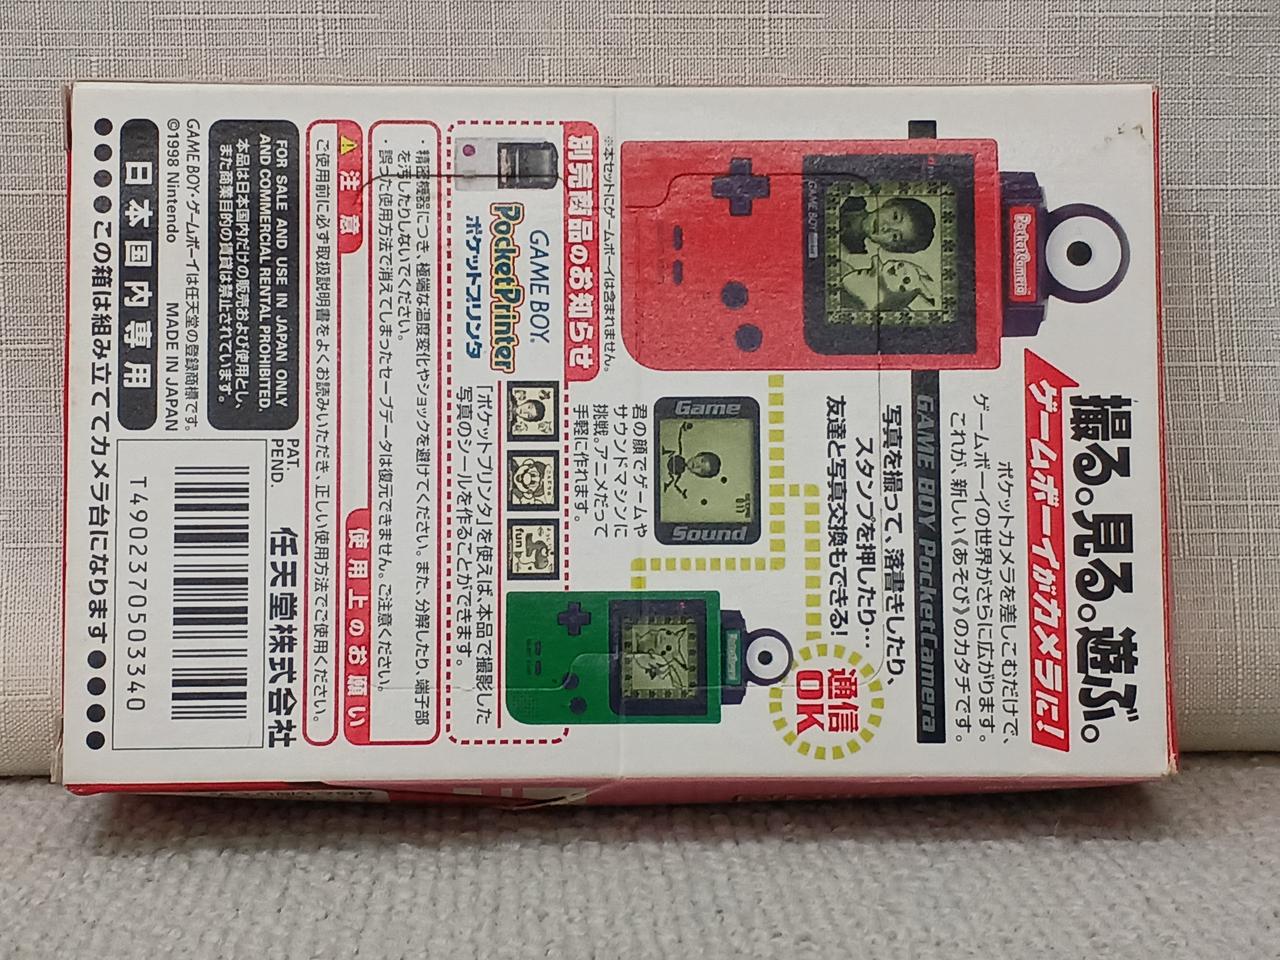 撮る。見る。遊ぶ。
ゲームボーイがカメラに!
ポケットカメラを差しこむだけで、
ゲームボーイの世界がさらに広がります。
これが、新しい《あそび》のカタチです。
GAME BOY PocketCamera
写真を撮って、落書きしたり、
スタンプを押したり…
友達と写真交換もできる!
PocketCamera
GAME BOY
通信
OK
Game
Sound
君の顔でゲームや
サウンドマシンに
挑戦。アニメだって
手軽に作れます。
※本セットにゲームボーイは含まれません。
別売商品のお知らせ
GAME BOY
PocketPrinter
ポケットプリンタ
fun
「ポケットプリンタ」を使えば、本品で撮影した
写真のシールを作ることができます。
使用上のお願い
・精密機器につき、極端な温度変化やショックを避けてください。また、分解したり、端子部
を汚したりしないでください。
・誤った使用方法で消えてしまったセーブデータは復元できません。ご注意ください。
注意
ご使用前に必ず取扱説明書をよくお読みいただき、正しい使用方法でご使用ください。
FOR SALE AND USE IN JAPAN ONLY
AND COMMERCIAL RENTAL PROHIBITED.
本品は日本国内だけの販売および使用とし、
また商業目的の賃貸は禁止されています。
PAT.
PEND.
任天堂株式会社
GAME BOY・ゲームボーイは任天堂の登録商標です。
©1998 Nintendo
MADE IN JAPAN
日本国内専用
T4902370503340
●●●●●この箱は組み立ててカメラ台になります●●●●●